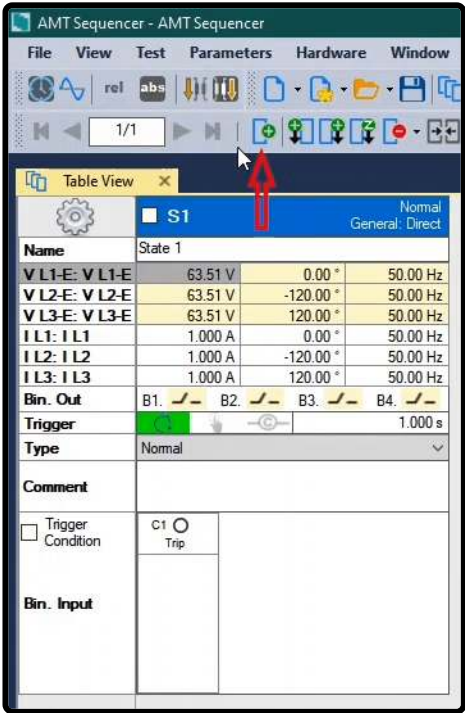 AMT Sequencer - AMT Sequencer
File View Test Parameters Hardware Window
rel abs
1/1
Table View ×
S1 Normal
General: Direct
Name State 1
V L1-E: V L1-E 63.51 V 0.00 ° 50.00 Hz
V L2-E: V L2-E 63.51 V -120.00 ° 50.00 Hz
V L3-E: V L3-E 63.51 V 120.00 ° 50.00 Hz
I L1: I L1 1.000 A 0.00 ° 50.00 Hz
I L2: I L2 1.000 A -120.00 ° 50.00 Hz
I L3: I L3 1.000 A 120.00 ° 50.00 Hz
Bin. Out B1. B2. B3. B4.
Trigger C 1.000 s
Type Normal
Comment
Trigger
Condition
C1
Trip
Bin. Input